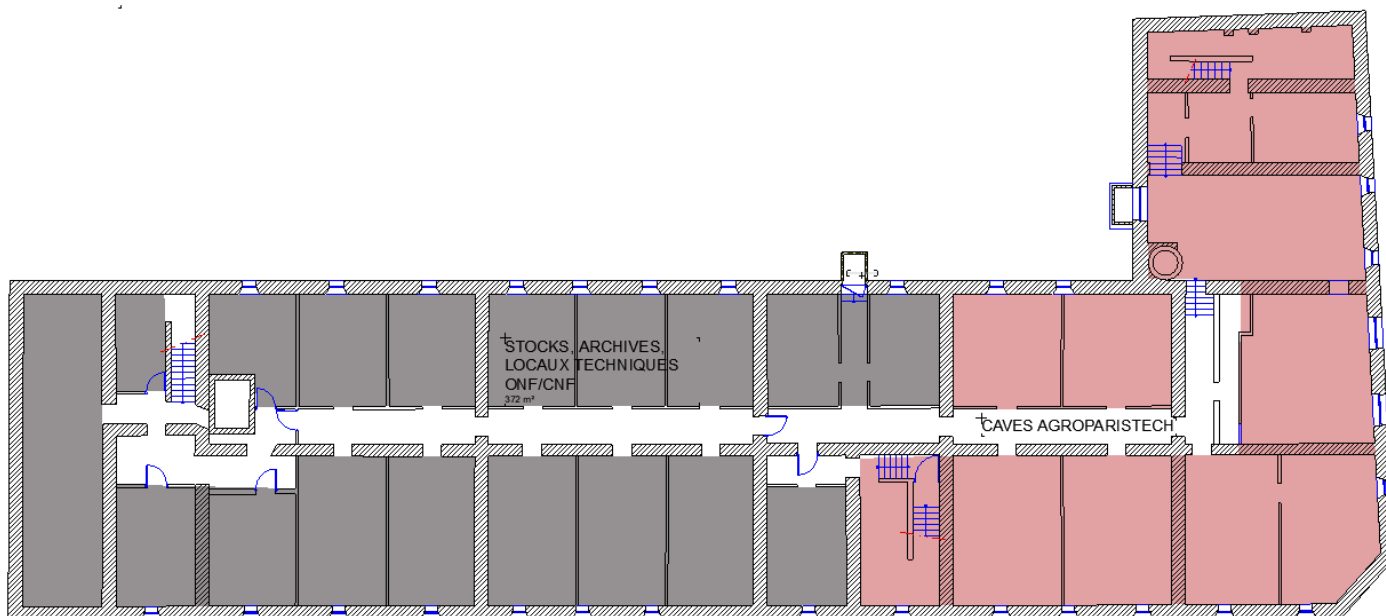 STOCKS, ARCHIVES,
LOCAUX TECHNIQUES
ONF/CNF
372 m²
CAVES AGROPARISTECH